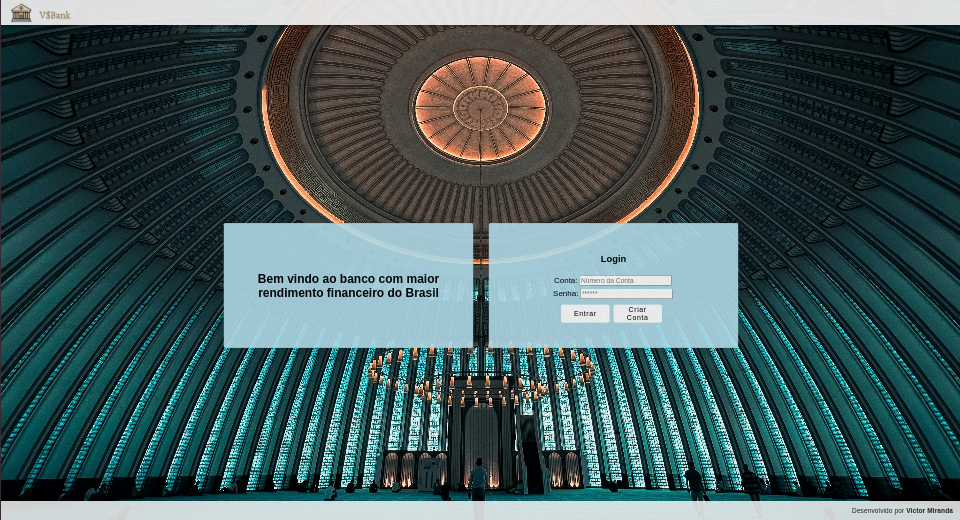 V$Bank
Bem vindo ao banco com maior
rendimento financeiro do Brasil
Login
Conta: Número da Conta
Senha: ******
Entrar
Criar
Conta
Desenvolvido por Victor Miranda